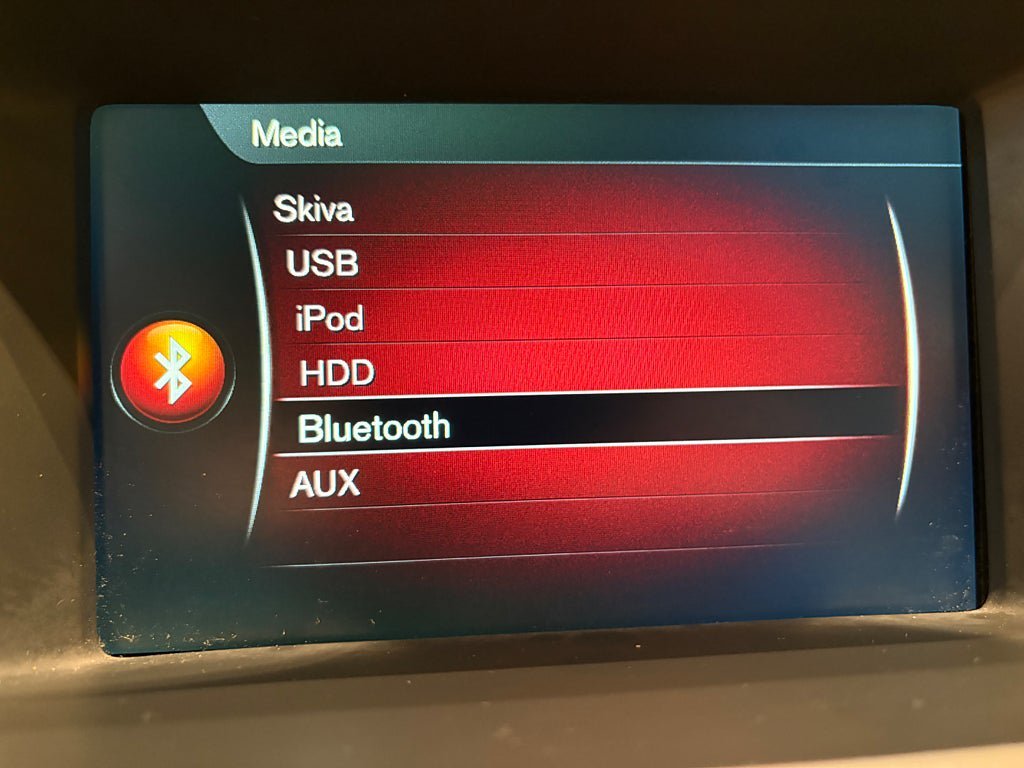 Media
Skiva
USB
iPod
HDD
Bluetooth
AUX